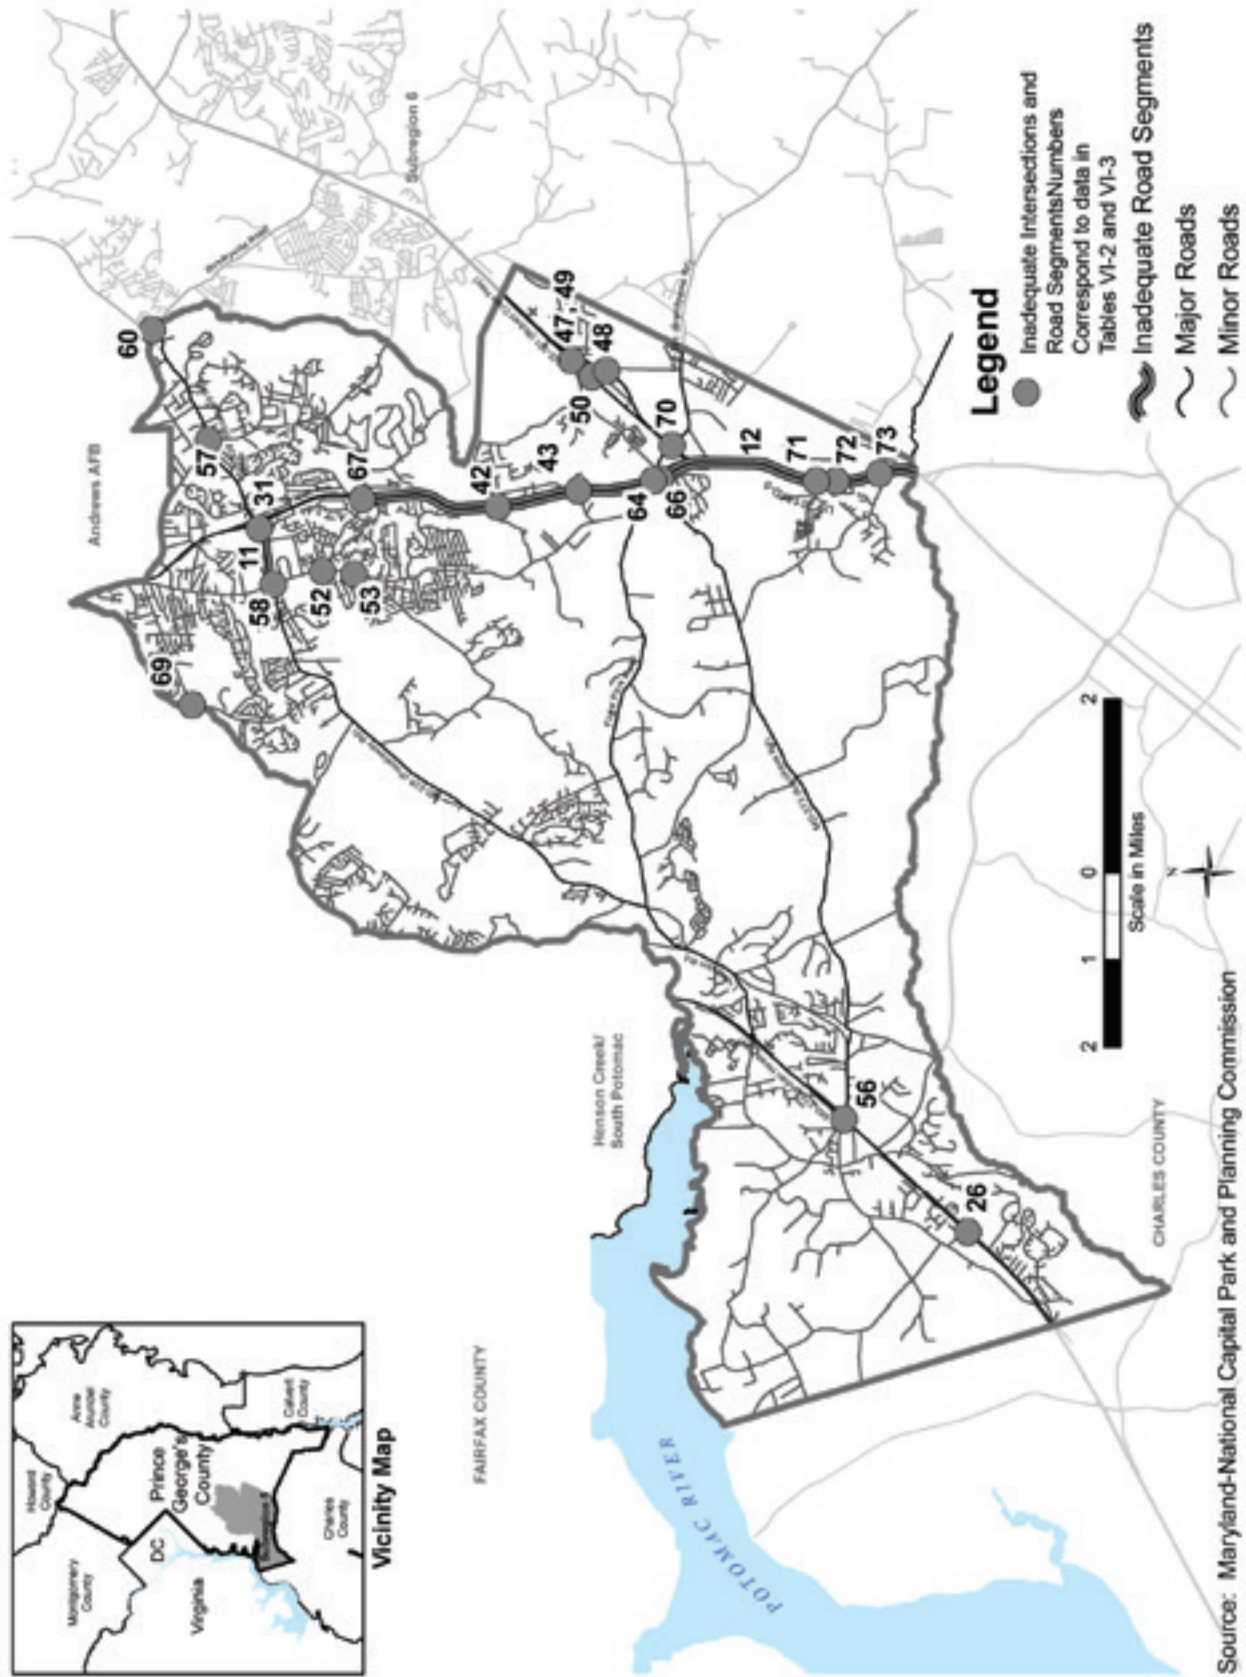 Howard
County
Montgomery
County
Anne
Arundel
County
DC
Prince
George's
County
Virginia
Calvert
County
Charles
County
Vicinity Map
FAIRFAX COUNTY
POTOMAC RIVER
Henson Creek/
South Potomac
Andrews AFB
Subregion 6
CHARLES COUNTY
60
57
69
31
11
58
67
52
53
42
43
47, 49
48
50
70
64
66
12
71
72
73
56
26
2
1
0
2
Scale in Miles
N
Legend
Inadequate Intersections and
Road SegmentsNumbers
Correspond to data in
Tables VI-2 and VI-3
Inadequate Road Segments
Major Roads
Minor Roads
Source: Maryland-National Capital Park and Planning Commission